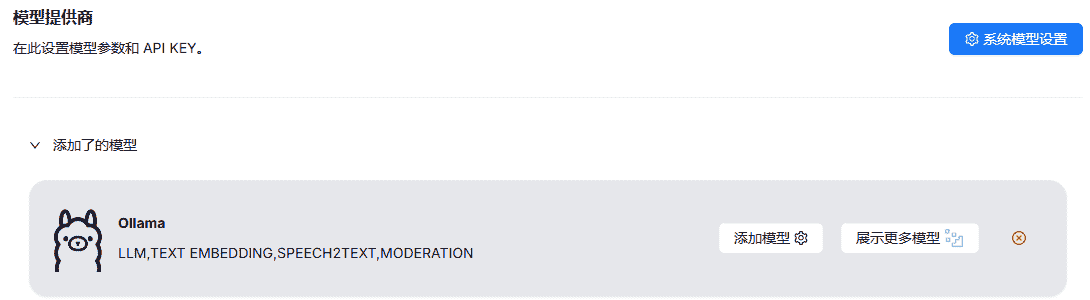 模型提供商
在此设置模型参数和 API KEY。
系统模型设置
添加了的模型
Ollama
LLM,TEXT EMBEDDING,SPEECH2TEXT,MODERATION
添加模型
展示更多模型